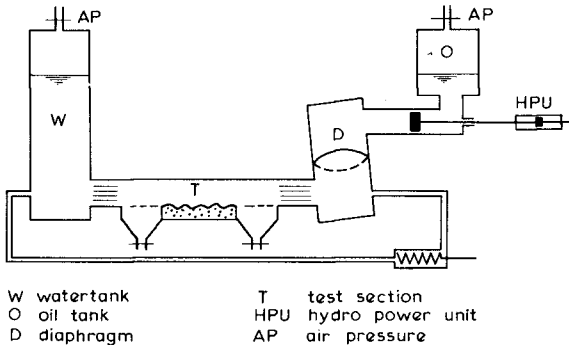 AP
AP
O
HPU
W
D
T
W watertank
O oil tank
D diaphragm
T test section
HPU hydro power unit
AP air pressure